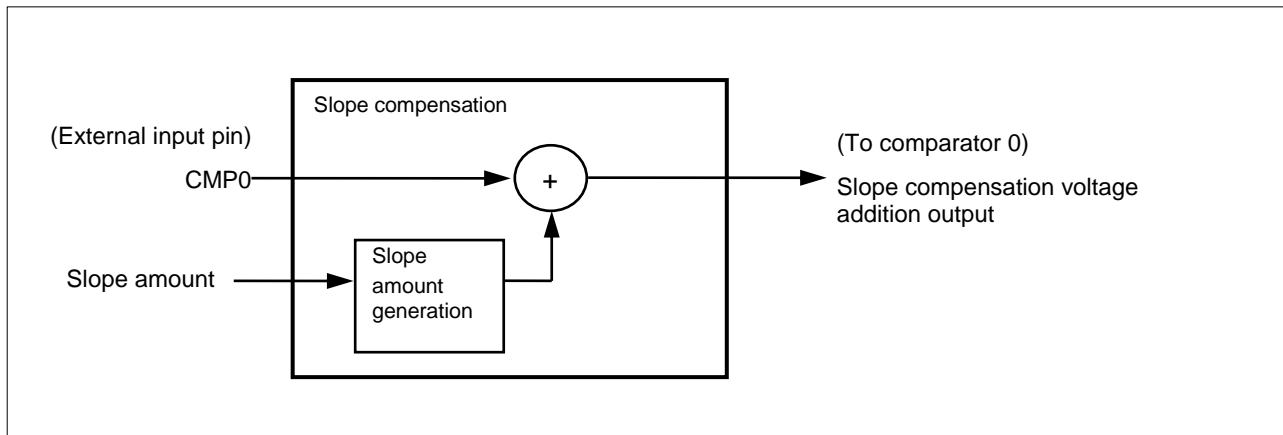 Slope compensation
(External input pin)
CMP0
+
(To comparator 0)
Slope compensation voltage
addition output
Slope amount
Slope
amount
generation